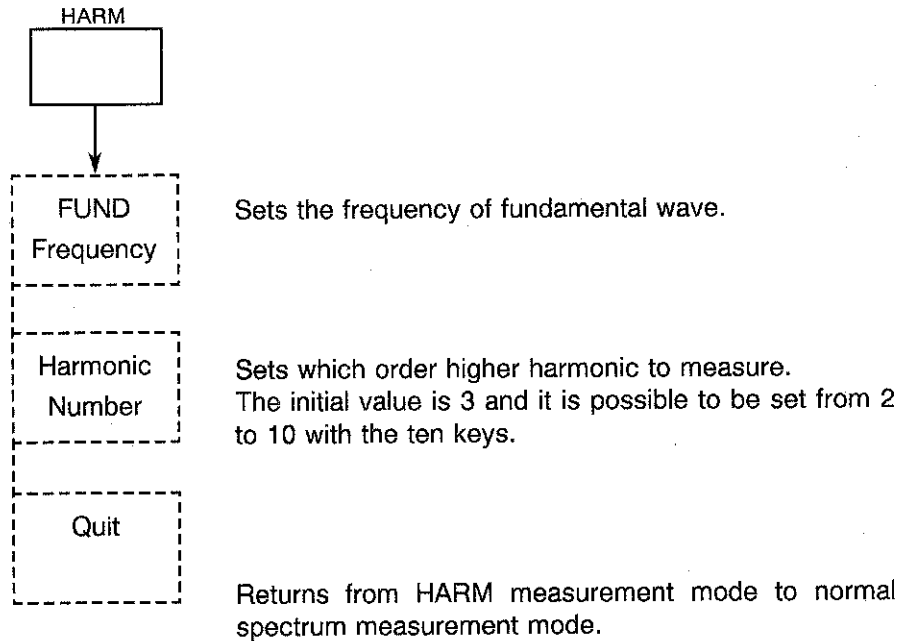 HARM
FUND
Frequency
Sets the frequency of fundamental wave.
Harmonic
Number
Sets which order higher harmonic to measure.
The initial value is 3 and it is possible to be set from 2
to 10 with the ten keys.
Quit
Returns from HARM measurement mode to normal
spectrum measurement mode.